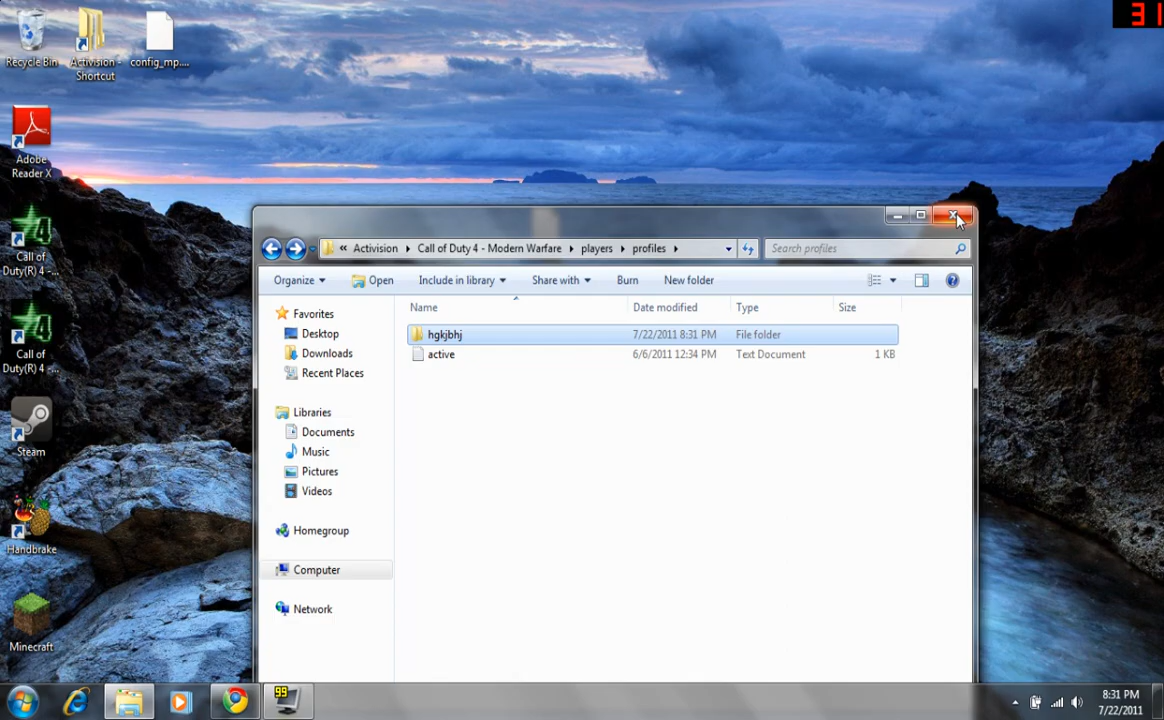 31
Recycle Bin
Activision -
Shortcut
config_mp....
Adobe
Reader X
Call of
Duty(R) 4 -...
Call of
Duty(R) 4 -...
Steam
Handbrake
Minecraft
« Activision Call of Duty 4 - Modern Warfare players profiles
Search profiles
Organize Open Include in library Share with Burn New folder
Name Date modified Type Size
hgkjbhj 7/22/2011 8:31 PM File folder
active 6/6/2011 12:34 PM Text Document 1 KB
Favorites
Desktop
Downloads
Recent Places
Libraries
Documents
Music
Pictures
Videos
Homegroup
Computer
Network
99
8:31 PM
7/22/2011